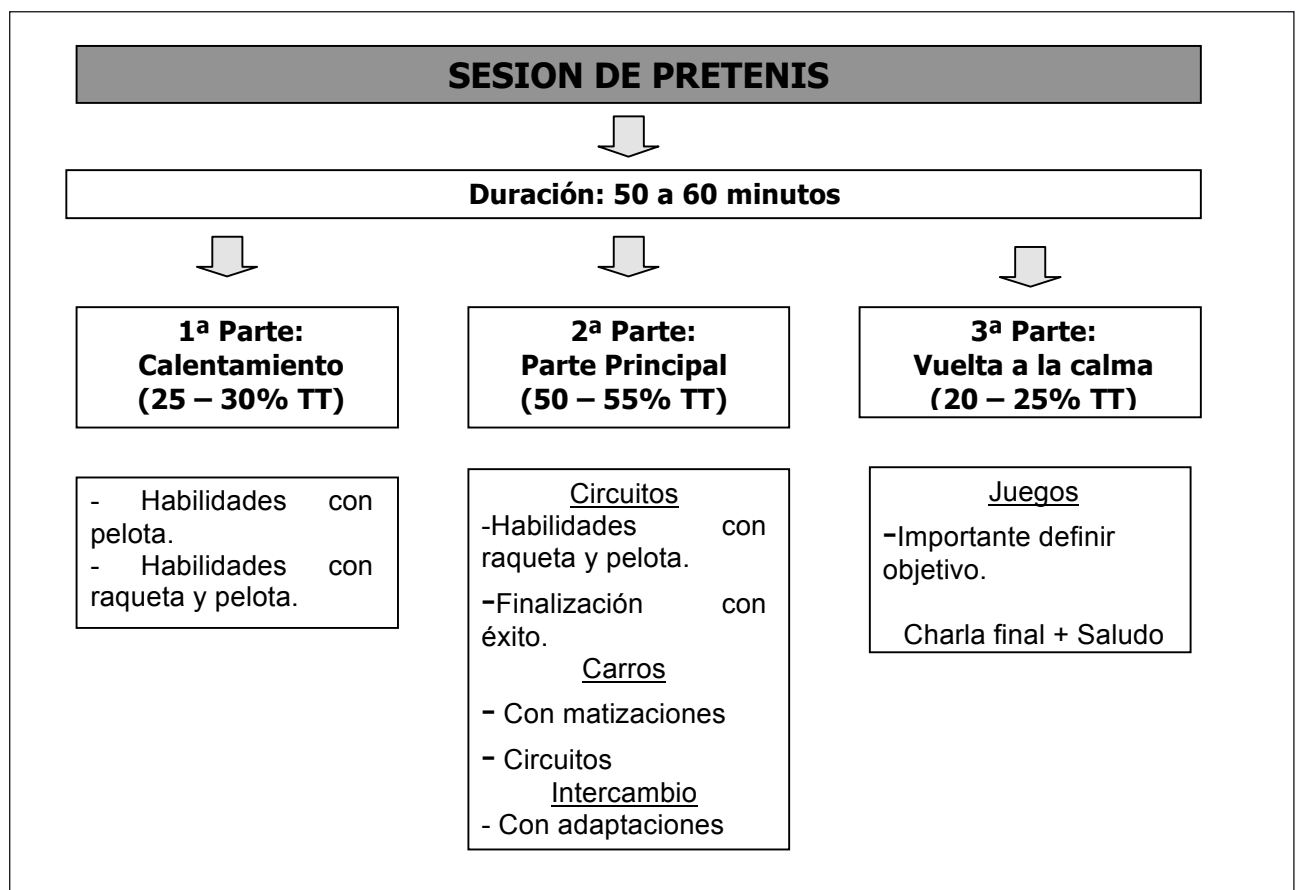 SESION DE PRETENIS
Duración: 50 a 60 minutos
1ª Parte:
Calentamiento
(25 – 30% TT)
2ª Parte:
Parte Principal
(50 – 55% TT)
3ª Parte:
Vuelta a la calma
(20 – 25% TT)
- Habilidades con
pelota.
- Habilidades con
raqueta y pelota.
Circuitos
-Habilidades con
raqueta y pelota.
-Finalización con
éxito.
Carros
- Con matizaciones
- Circuitos
Intercambio
- Con adaptaciones
Juegos
-Importante definir
objetivo.
Charla final + Saludo